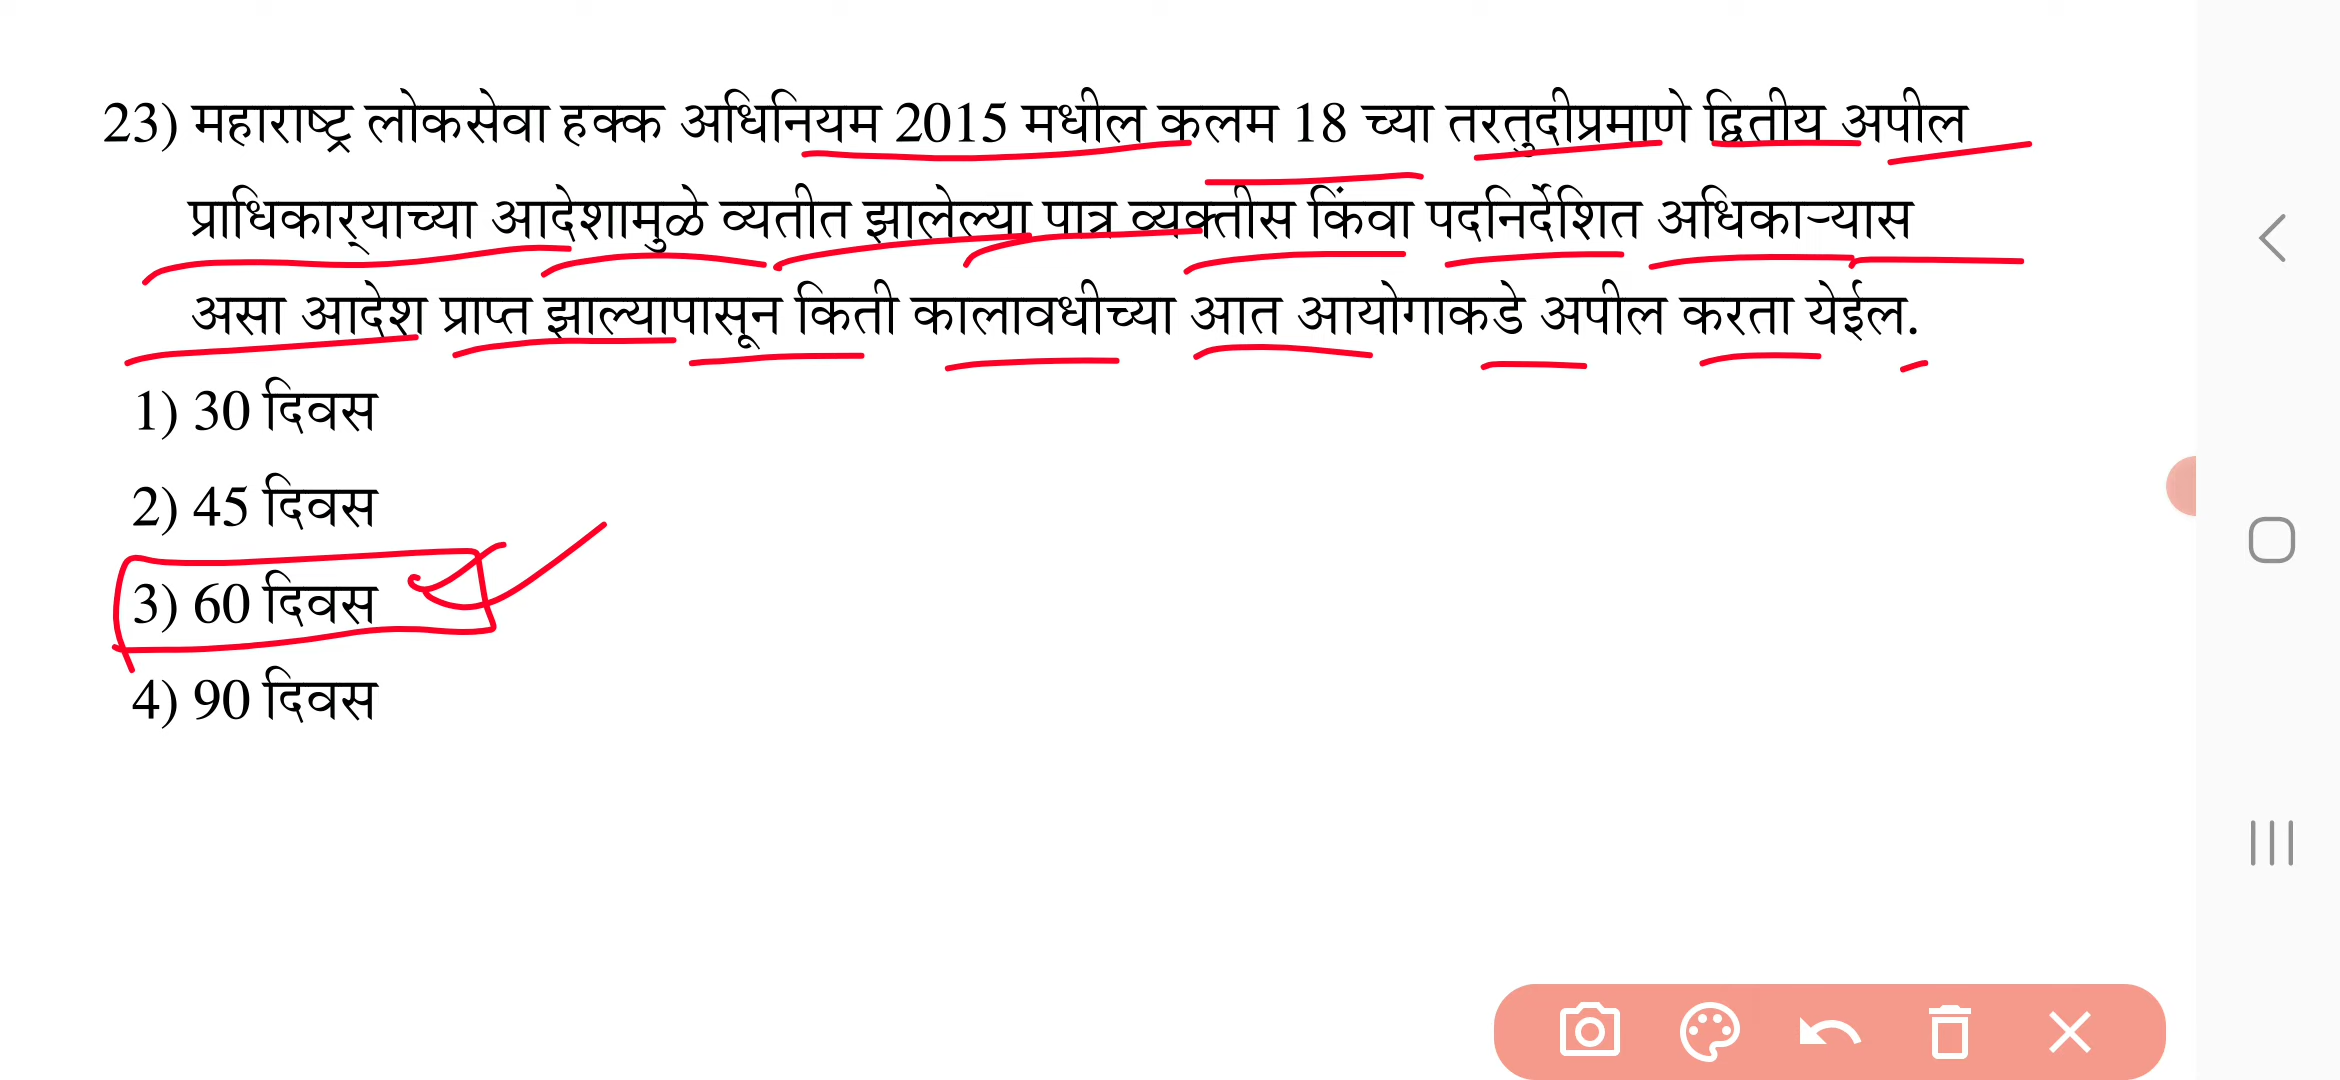 23) महाराष्ट्र लोकसेवा हक्क अधिनियम 2015 मधील कलम 18 च्या तरतुदीप्रमाणे द्वितीय अपील
प्राधिकार्‍याच्या आदेशामुळे व्यतीत झालेल्या पात्र व्यक्तीस किंवा पदनिर्देशित अधिकाऱ्यास
असा आदेश प्राप्त झाल्यापासून किती कालावधीच्या आत आयोगाकडे अपील करता येईल.
1) 30 दिवस
2) 45 दिवस
3) 60 दिवस
4) 90 दिवस